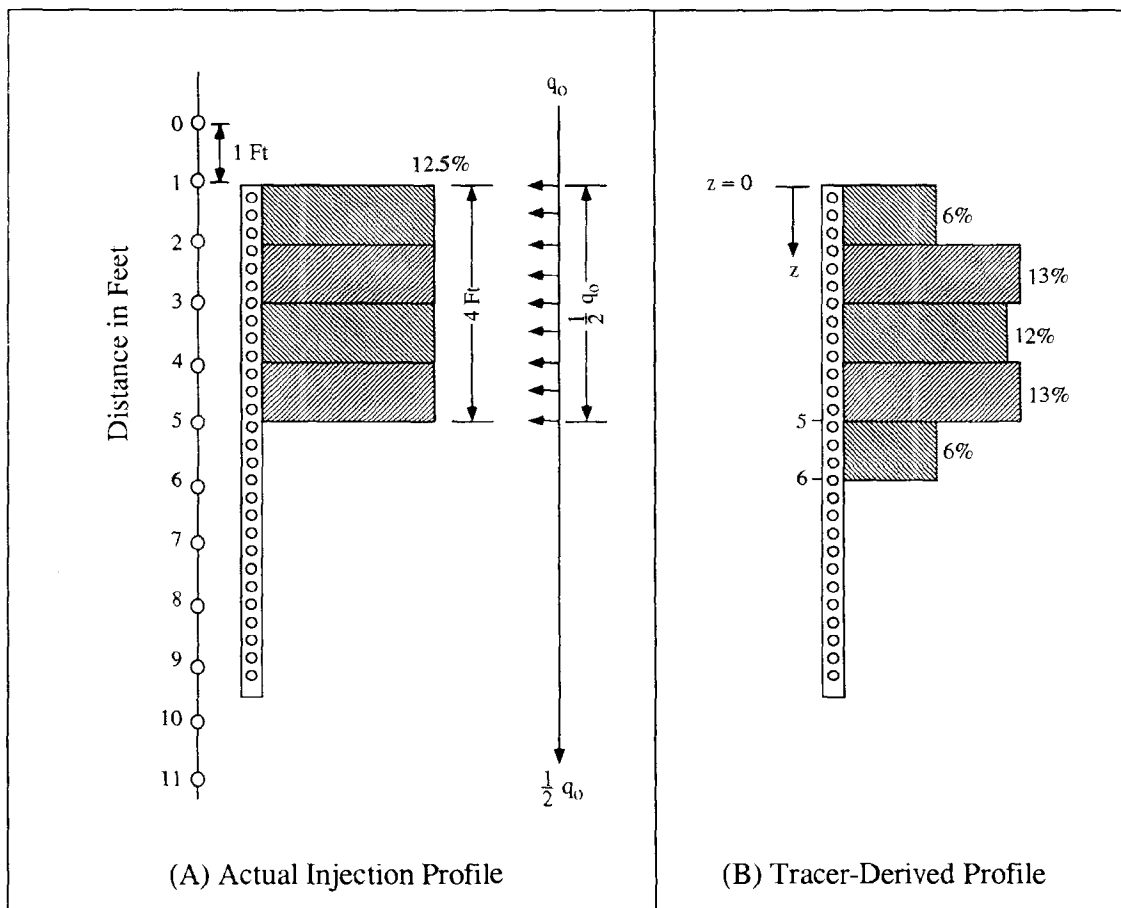 0
1
2
3
4
5
6
7
8
9
10
11
Distance in Feet
1 Ft
12.5%
4 Ft
q₀
½ q₀
½ q₀
(A) Actual Injection Profile
z = 0
z
6%
13%
12%
13%
5
6%
6
(B) Tracer-Derived Profile